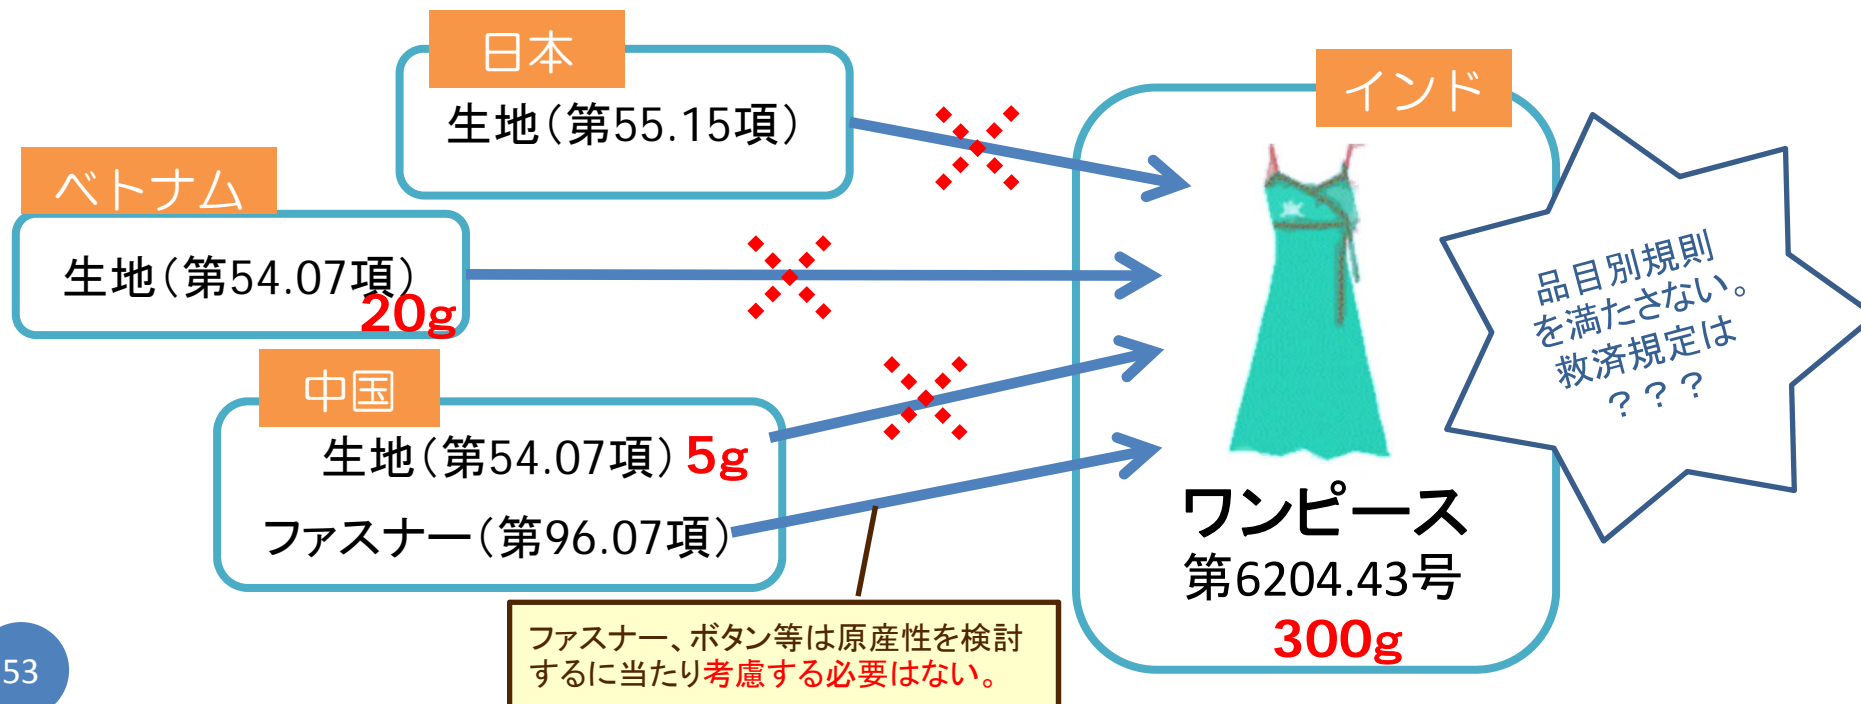 日本
生地（第55.15項）
ベトナム
生地（第54.07項）
20g
中国
生地（第54.07項）5g
ファスナー（第96.07項）
ファスナー、ボタン等は原産性を検討
するに当たり考慮する必要はない。
インド
ワンピース
第6204.43号
300g
品目別規則
を満たさない。
救済規定は
？？？
53